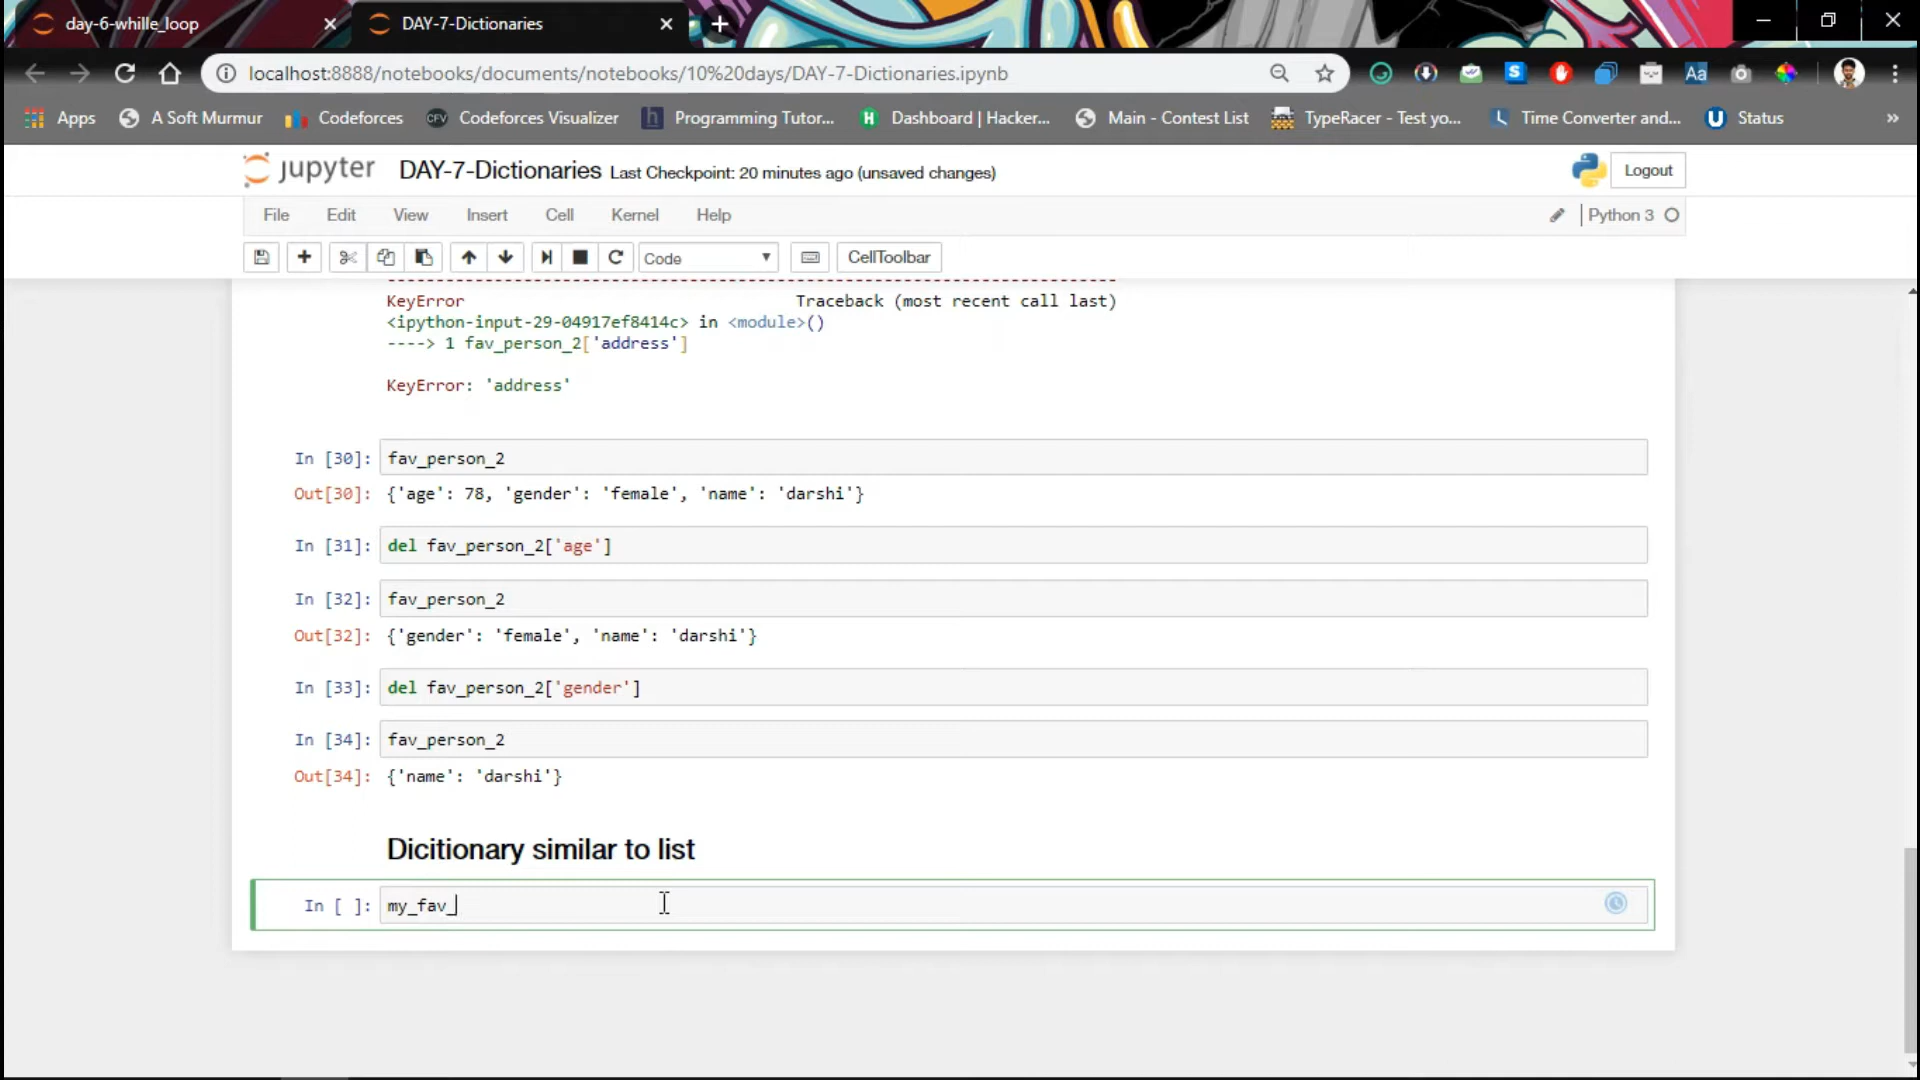 day-6-whille_loop
DAY-7-Dictionaries
localhost:8888/notebooks/documents/notebooks/10%20days/DAY-7-Dictionaries.ipynb
Apps A Soft Murmur Codeforces CFV Codeforces Visualizer h Programming Tutor... H Dashboard | Hacker... Main - Contest List TypeRacer - Test yo... Time Converter and... U Status »
jupyter DAY-7-Dictionaries Last Checkpoint: 20 minutes ago (unsaved changes) Logout
File Edit View Insert Cell Kernel Help Python 3
Code CellToolbar
---------------------------------------------------------------------------
KeyError Traceback (most recent call last)
<ipython-input-29-04917ef8414c> in <module>()
----> 1 fav_person_2['address']
KeyError: 'address'
In [30]: fav_person_2
Out[30]: {'age': 78, 'gender': 'female', 'name': 'darshi'}
In [31]: del fav_person_2['age']
In [32]: fav_person_2
Out[32]: {'gender': 'female', 'name': 'darshi'}
In [33]: del fav_person_2['gender']
In [34]: fav_person_2
Out[34]: {'name': 'darshi'}
Dicitionary similar to list
In [ ]: my_fav_